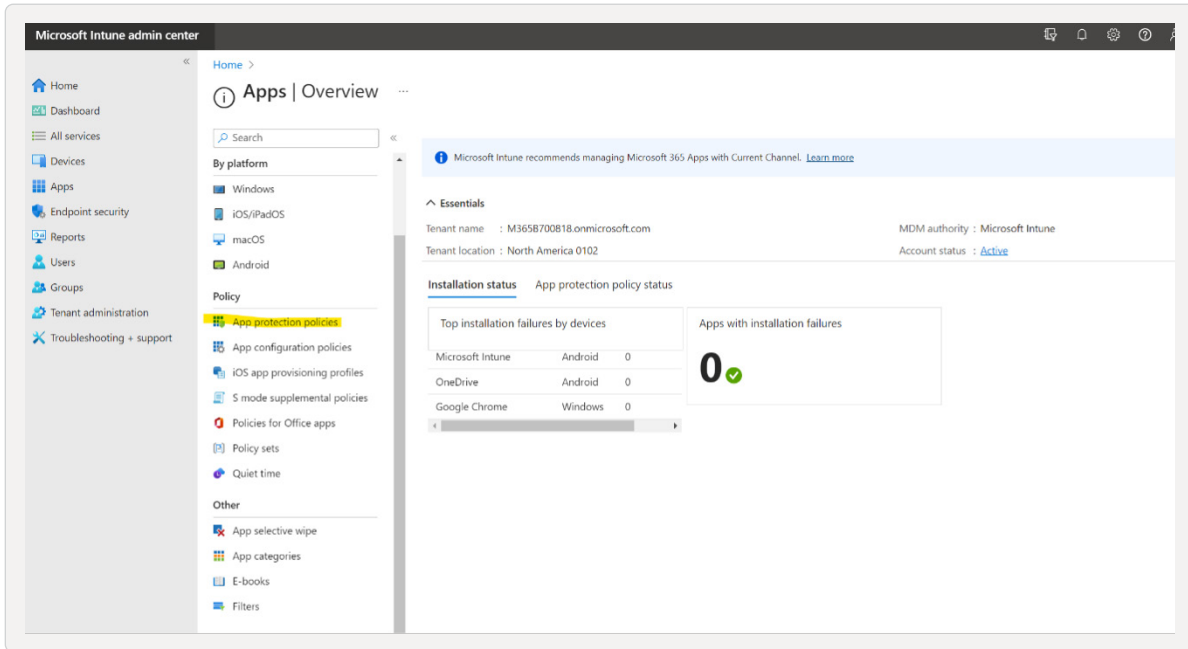 Microsoft Intune admin center
«
Home
Dashboard
All services
Devices
Apps
Endpoint security
Reports
Users
Groups
Tenant administration
Troubleshooting + support
Home >
Apps | Overview ...
Search
«
By platform
Windows
iOS/iPadOS
macOS
Android
Policy
App protection policies
App configuration policies
iOS app provisioning profiles
S mode supplemental policies
Policies for Office apps
Policy sets
Quiet time
Other
App selective wipe
App categories
E-books
Filters
Microsoft Intune recommends managing Microsoft 365 Apps with Current Channel. Learn more
Essentials
Tenant name : M365B700818.onmicrosoft.com
MDM authority : Microsoft Intune
Tenant location : North America 0102
Account status : Active
Installation status App protection policy status
Top installation failures by devices
Microsoft Intune Android 0
OneDrive Android 0
Google Chrome Windows 0
Apps with installation failures
0